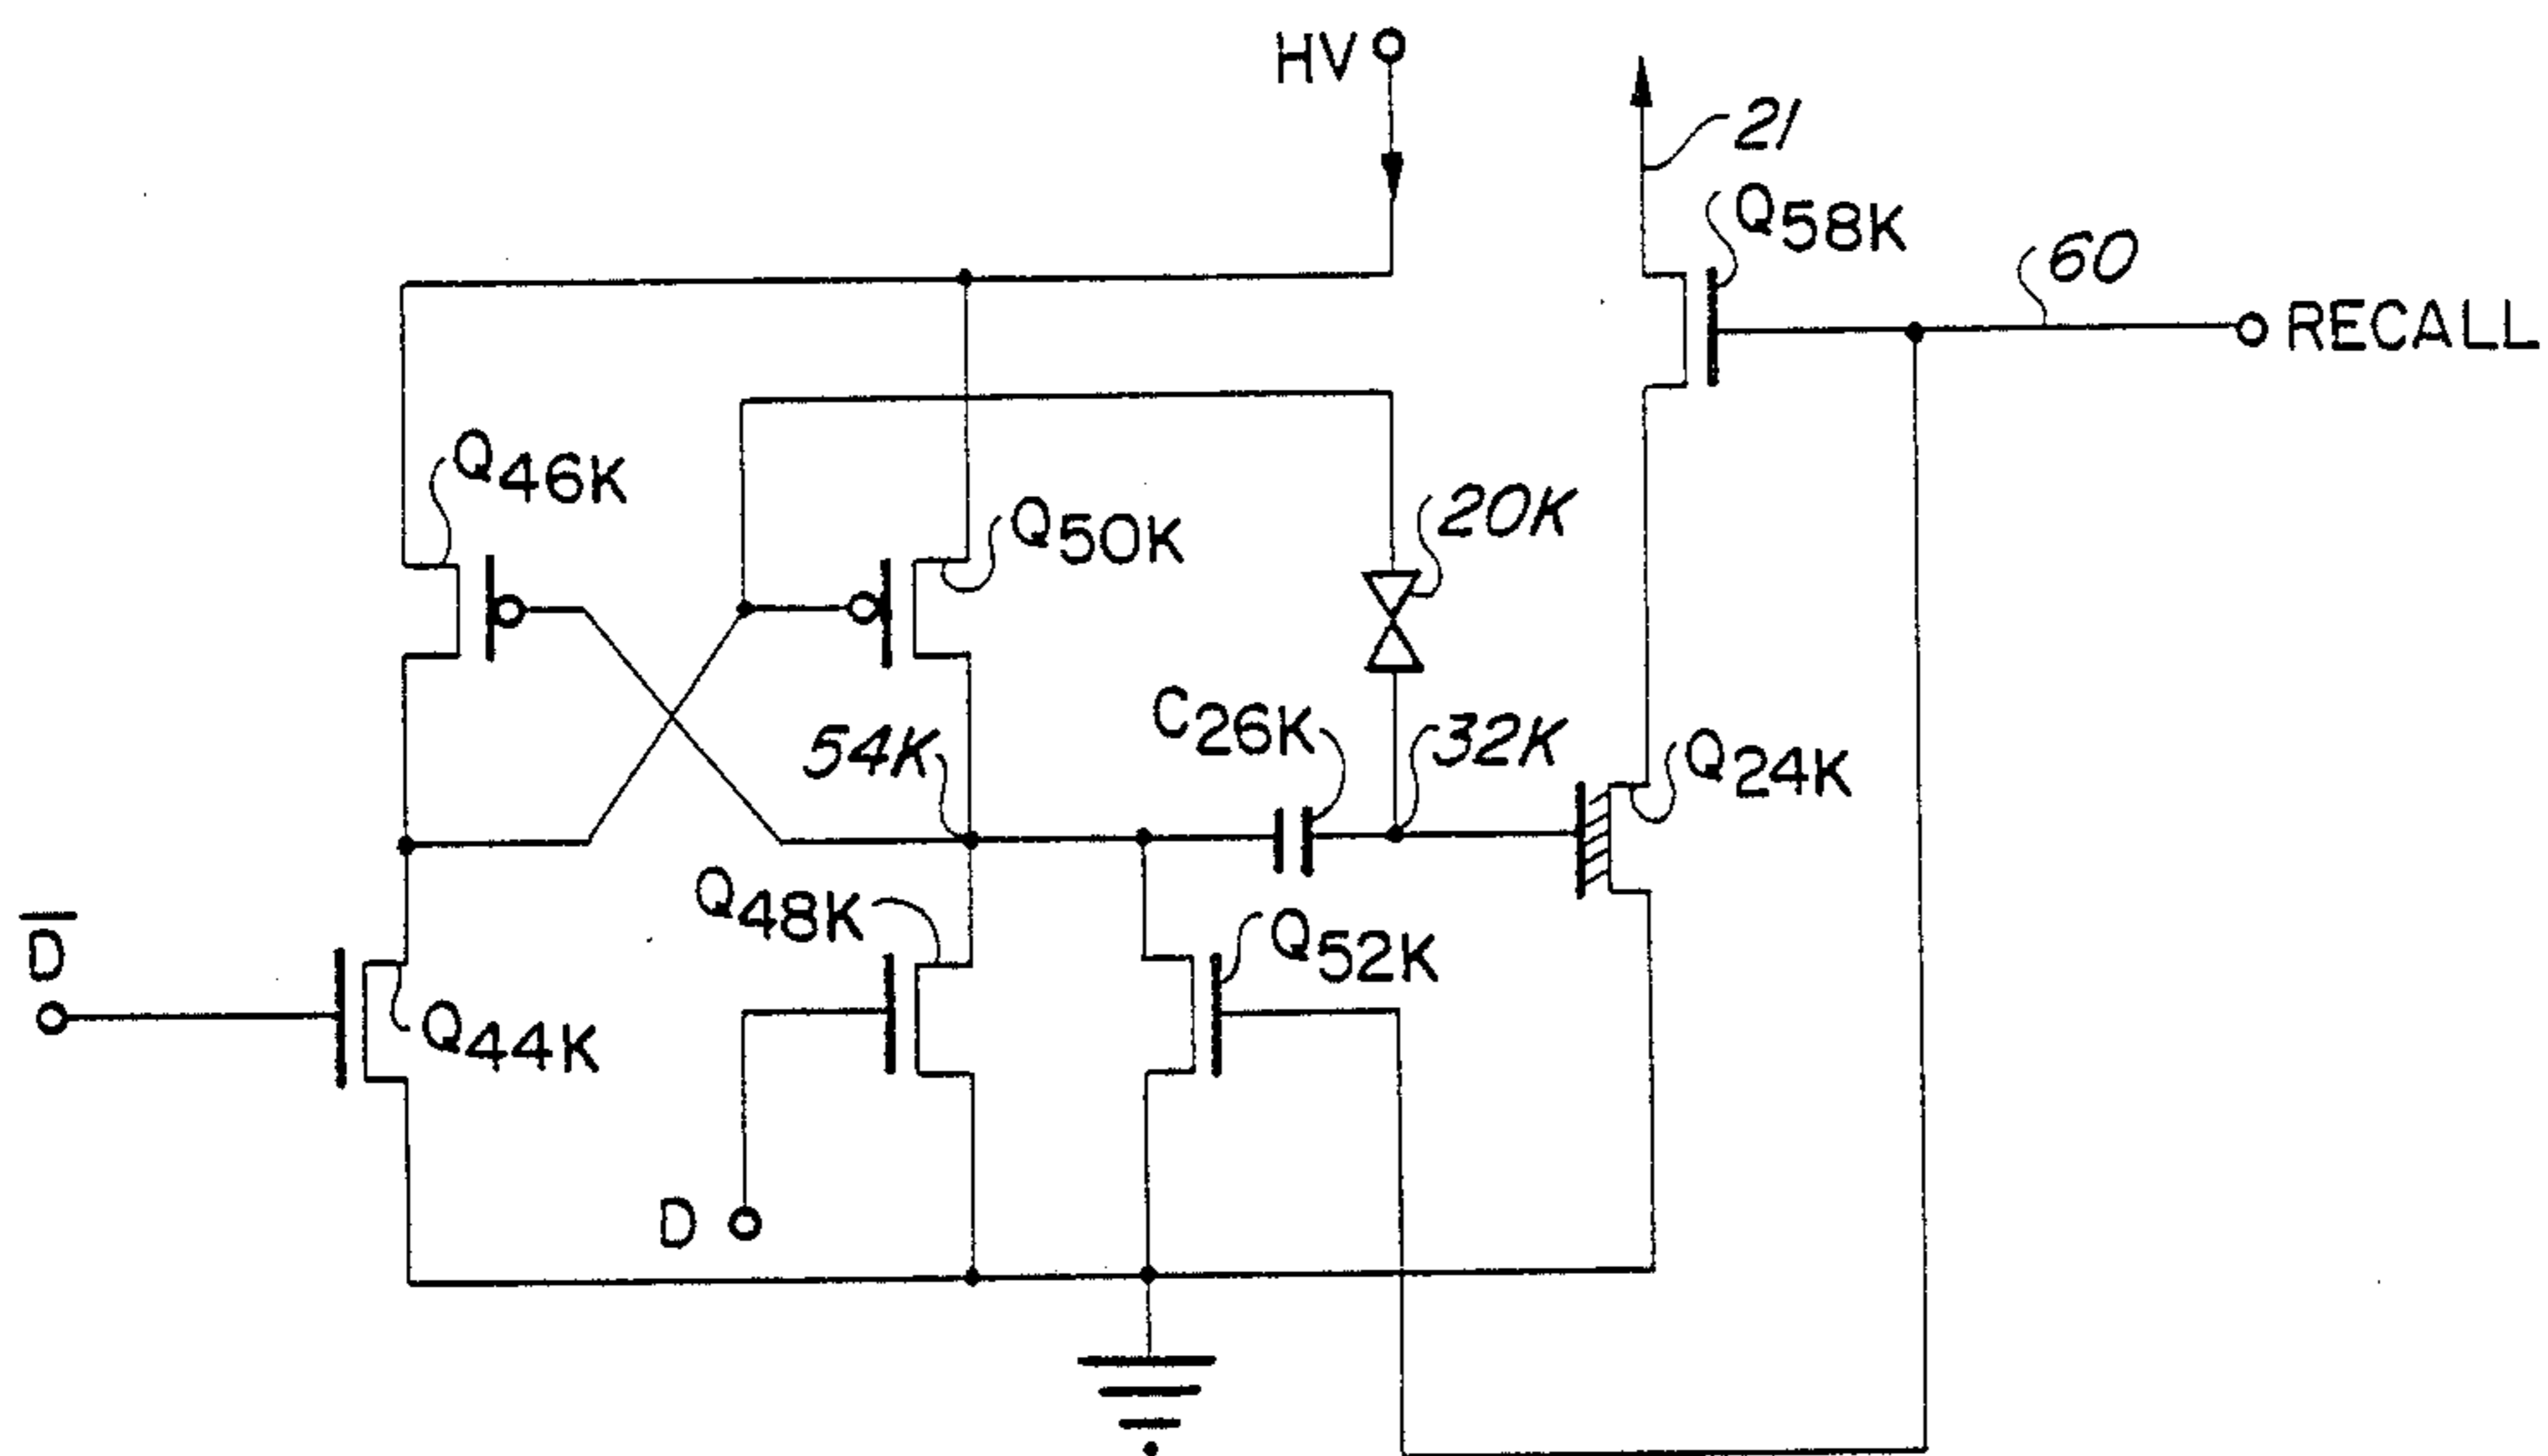 HV
21
Q58K
60
RECALL
Q46K
Q50K
20K
54K
C26K
32K
Q24K
D̅
Q44K
Q48K
Q52K
D